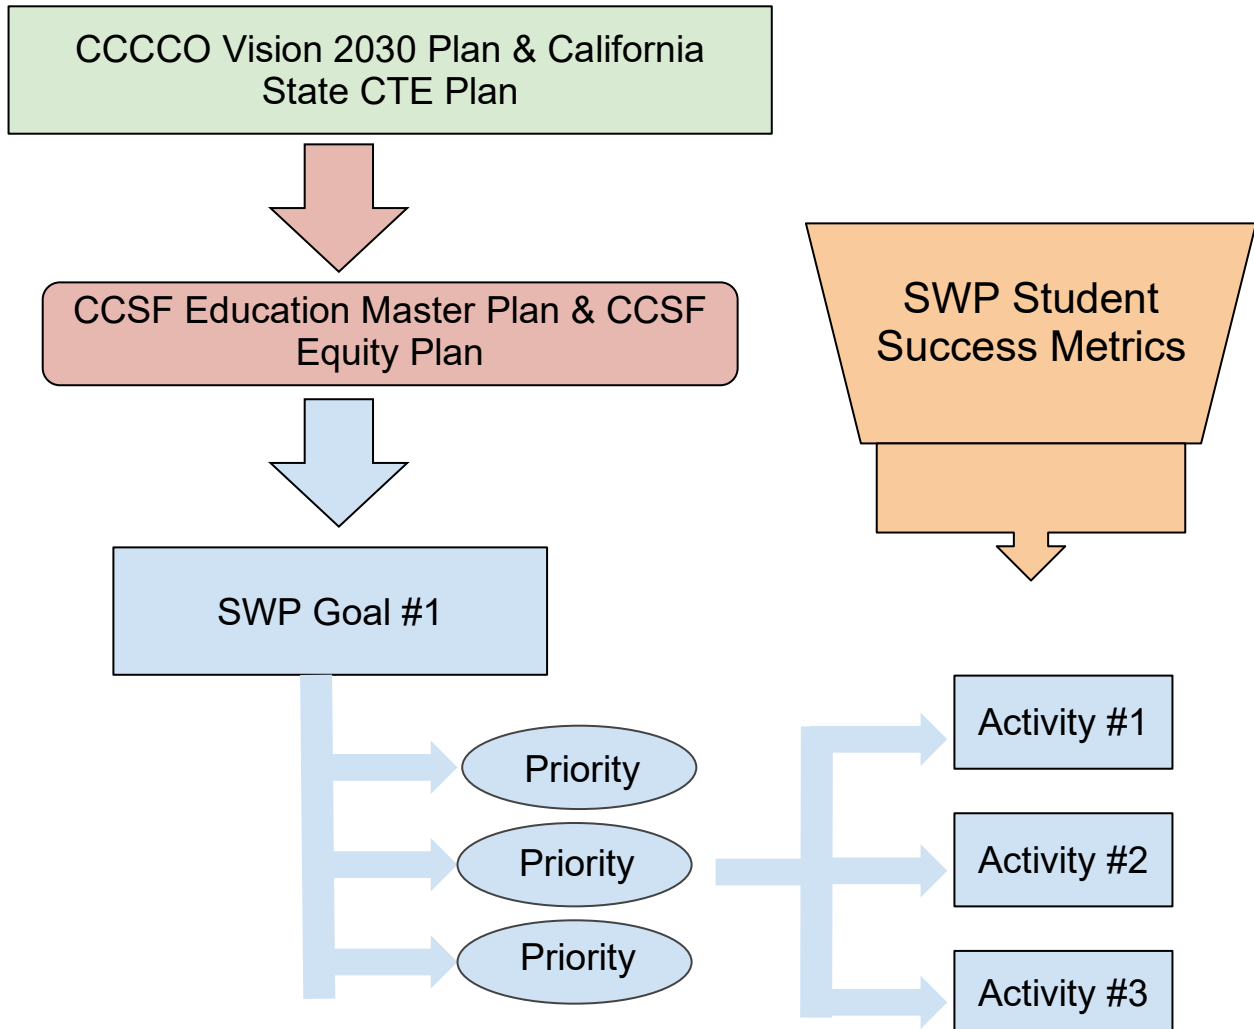 CCCCO Vision 2030 Plan & California
State CTE Plan
CCSF Education Master Plan & CCSF
Equity Plan
SWP Student
Success Metrics
SWP Goal #1
Priority
Priority
Priority
Activity #1
Activity #2
Activity #3